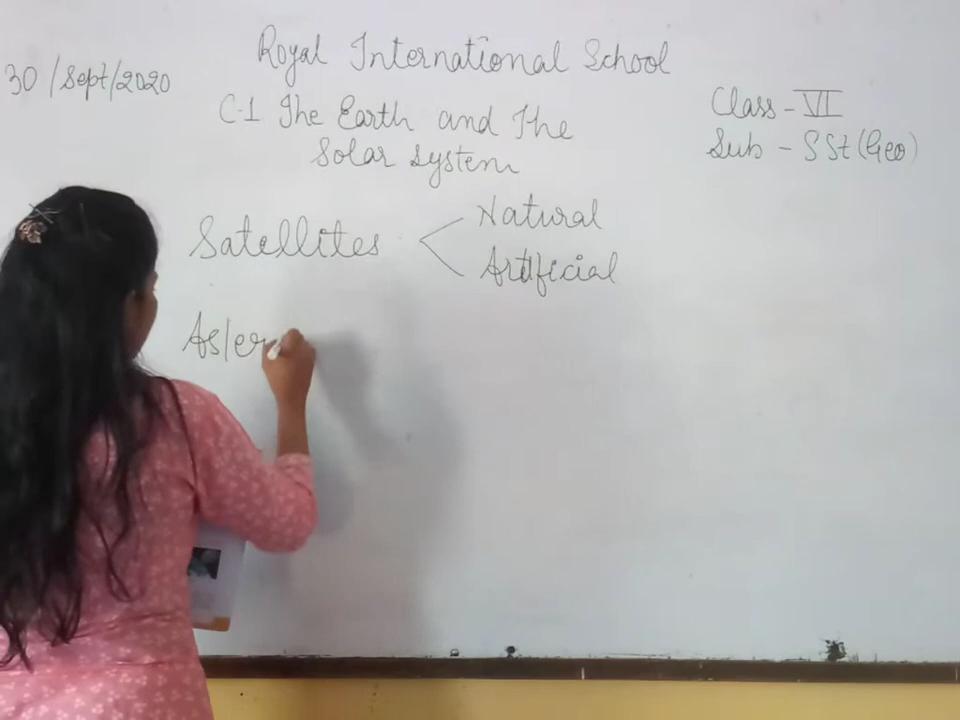 Royal International School
30/Sept/2020
C-1 The Earth and The
Solar System
Class - VI
Sub - SSt (Geo)
Satellites < Natural
Artificial
Aster